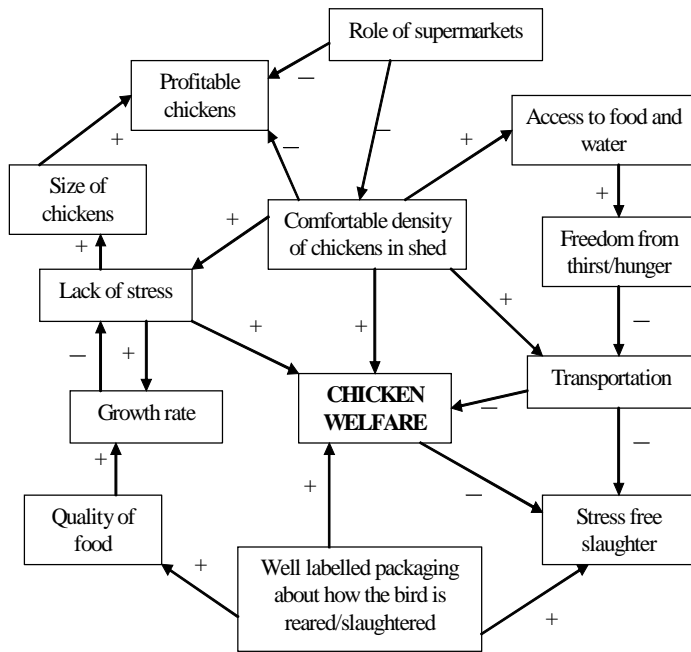 Role of supermarkets
Profitable
chickens
–
–
Access to food and
water
+
–
+
+
Size of
chickens
Comfortable density
of chickens in shed
Freedom from
thirst/hunger
+
+
Lack of stress
+
–
+
+
–
+
Transportation
CHICKEN
WELFARE
Growth rate
–
–
+
+
–
Quality of
food
Stress free
slaughter
+
Well labelled packaging
about how the bird is
reared/slaughtered
+